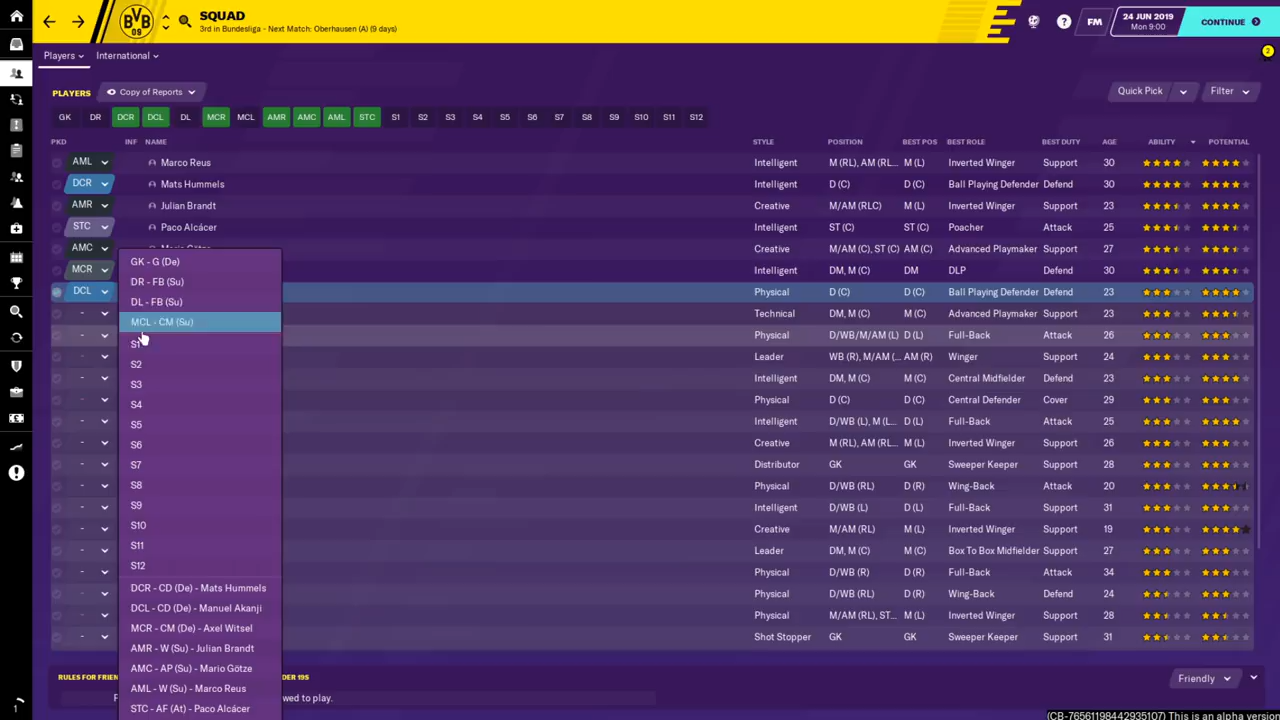 BVB
09
SQUAD
3rd in Bundesliga - Next Match: Oberhausen (A) (9 days)
FM
24 JUN 2019
Mon 9:00
CONTINUE
Players
International
2
PLAYERS
Copy of Reports
Quick Pick
Filter
GK DR DCR DCL DL MCR MCL AMR AMC AML STC S1 S2 S3 S4 S5 S6 S7 S8 S9 S10 S11 S12
PKD INF NAME STYLE POSITION BEST POS BEST ROLE BEST DUTY AGE ABILITY POTENTIAL
AML Marco Reus Intelligent M (RL), AM (RL... M (L) Inverted Winger Support 30
DCR Mats Hummels Intelligent D (C) D (C) Ball Playing Defender Defend 30
AMR Julian Brandt Creative M/AM (RLC) M (L) Inverted Winger Support 23
STC Paco Alcácer Intelligent ST (C) ST (C) Poacher Attack 25
AMC Mario Götze Creative M/AM (C), ST (C) AM (C) Advanced Playmaker Support 27
MCR Intelligent DM, M (C) DM DLP Defend 30
DCL Physical D (C) D (C) Ball Playing Defender Defend 23
- Technical DM, M (C) M (C) Advanced Playmaker Support 23
- Physical D/WB/M/AM (L) D (L) Full-Back Attack 26
- Leader WB (R), M/AM (... AM (R) Winger Support 24
- Intelligent DM, M (C) M (C) Central Midfielder Defend 23
- Physical D (C) D (C) Central Defender Cover 29
- Intelligent D/WB (L), M (L... D (L) Full-Back Attack 25
- Creative M (RL), AM (RL... M (L) Inverted Winger Support 26
- Distributor GK GK Sweeper Keeper Support 28
- Physical D/WB (RL) D (R) Wing-Back Attack 20
- Intelligent D/WB (L) D (L) Full-Back Support 31
- Creative M/AM (RL) M (L) Inverted Winger Support 19
- Leader DM, M (C) M (C) Box To Box Midfielder Support 27
- Physical D/WB (R) D (R) Full-Back Attack 34
- Physical D/WB (RL) D (R) Wing-Back Defend 24
- Physical M/AM (RL), ST... M (L) Inverted Winger Support 28
- Shot Stopper GK GK Sweeper Keeper Support 31
GK - G (De)
DR - FB (Su)
DL - FB (Su)
MCL - CM (Su)
S1
S2
S3
S4
S5
S6
S7
S8
S9
S10
S11
S12
DCR - CD (De) - Mats Hummels
DCL - CD (De) - Manuel Akanji
MCR - CM (De) - Axel Witsel
AMR - W (Su) - Julian Brandt
AMC - AP (Su) - Mario Götze
AML - W (Su) - Marco Reus
STC - AF (At) - Paco Alcácer
RULES FOR FRIEN DER 19S
wed to play.
Friendly
(CB-76561198442935107) This is an alpha version